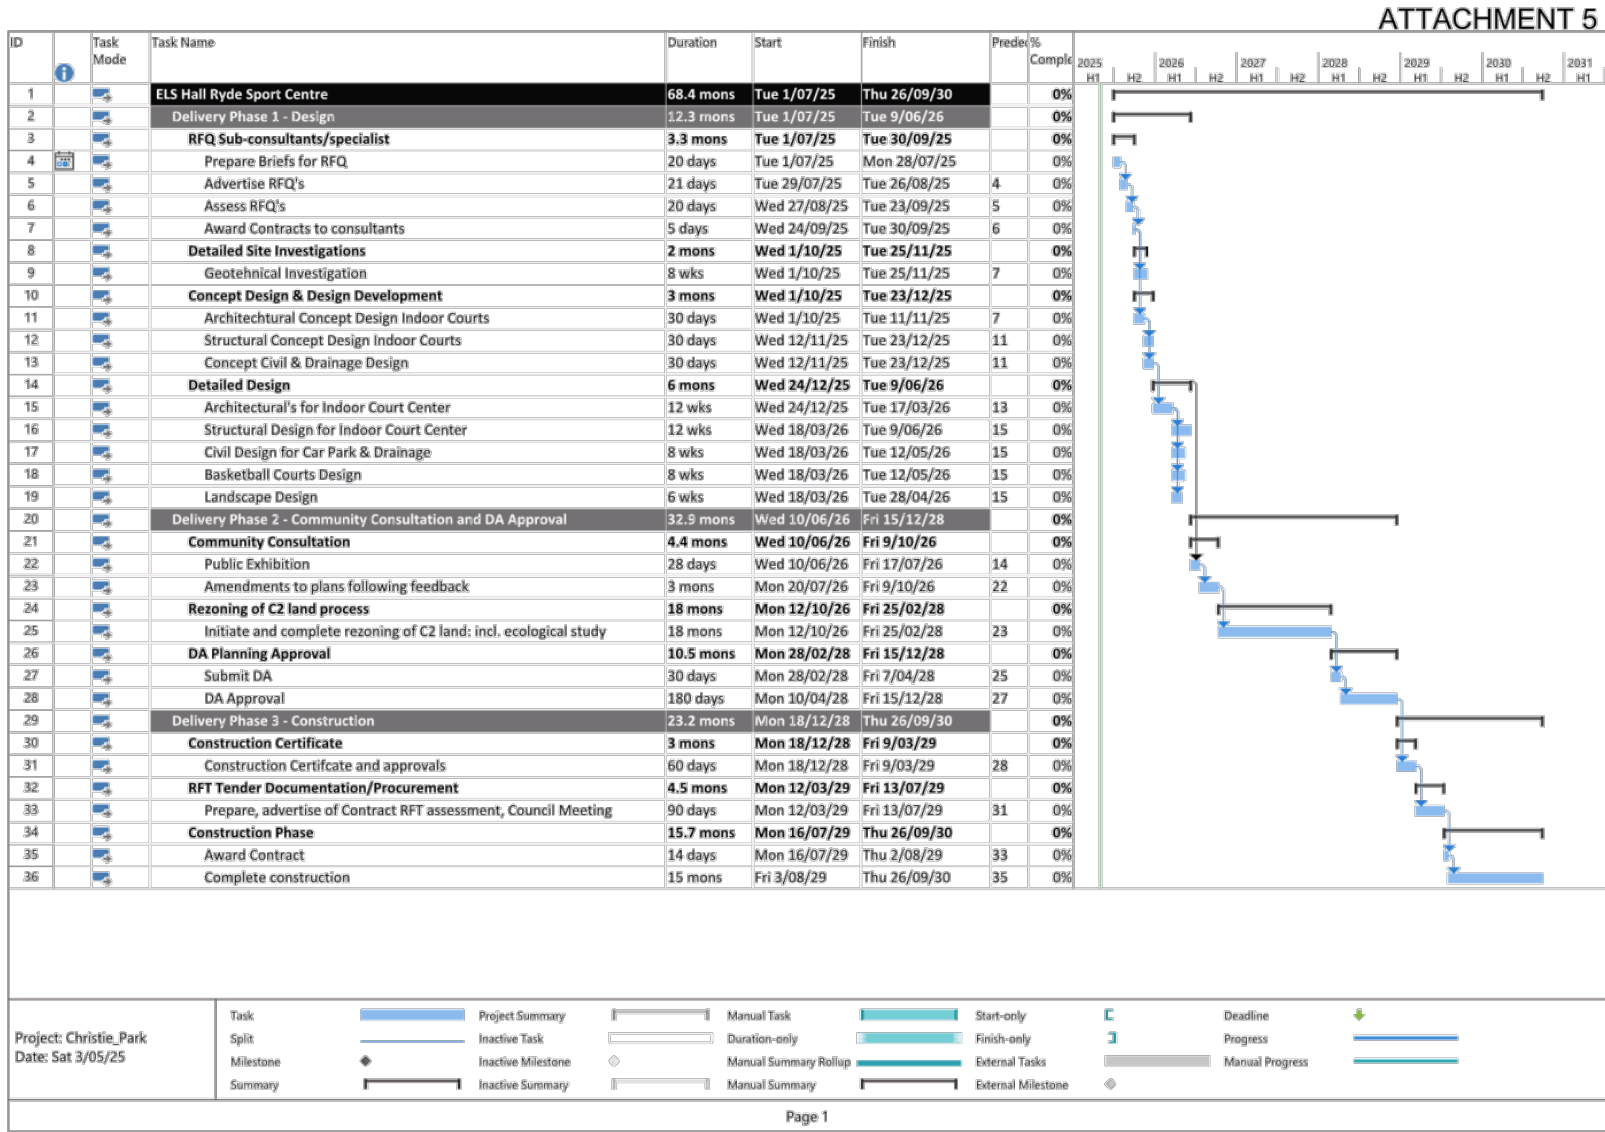 ATTACHMENT 5
ID Task Mode Task Name Duration Start Finish Predec % Comple 2025 2026 2027 2028 2029 2030 2031
H1 H2 H1 H2 H1 H2 H1 H2 H1 H2 H1 H2 H1
1 ELS Hall Ryde Sport Centre 68.4 mons Tue 1/07/25 Thu 26/09/30 0%
2 Delivery Phase 1 - Design 12.3 mons Tue 1/07/25 Tue 9/06/26 0%
3 RFQ Sub-consultants/specialist 3.3 mons Tue 1/07/25 Tue 30/09/25 0%
4 Prepare Briefs for RFQ 20 days Tue 1/07/25 Mon 28/07/25 0%
5 Advertise RFQ's 21 days Tue 29/07/25 Tue 26/08/25 4 0%
6 Assess RFQ's 20 days Wed 27/08/25 Tue 23/09/25 5 0%
7 Award Contracts to consultants 5 days Wed 24/09/25 Tue 30/09/25 6 0%
8 Detailed Site Investigations 2 mons Wed 1/10/25 Tue 25/11/25 0%
9 Geotehnical Investigation 8 wks Wed 1/10/25 Tue 25/11/25 7 0%
10 Concept Design & Design Development 3 mons Wed 1/10/25 Tue 23/12/25 0%
11 Architechtural Concept Design Indoor Courts 30 days Wed 1/10/25 Tue 11/11/25 7 0%
12 Structural Concept Design Indoor Courts 30 days Wed 12/11/25 Tue 23/12/25 11 0%
13 Concept Civil & Drainage Design 30 days Wed 12/11/25 Tue 23/12/25 11 0%
14 Detailed Design 6 mons Wed 24/12/25 Tue 9/06/26 0%
15 Architectural's for Indoor Court Center 12 wks Wed 24/12/25 Tue 17/03/26 13 0%
16 Structural Design for Indoor Court Center 12 wks Wed 18/03/26 Tue 9/06/26 15 0%
17 Civil Design for Car Park & Drainage 8 wks Wed 18/03/26 Tue 12/05/26 15 0%
18 Basketball Courts Design 8 wks Wed 18/03/26 Tue 12/05/26 15 0%
19 Landscape Design 6 wks Wed 18/03/26 Tue 28/04/26 15 0%
20 Delivery Phase 2 - Community Consultation and DA Approval 32.9 mons Wed 10/06/26 Fri 15/12/28 0%
21 Community Consultation 4.4 mons Wed 10/06/26 Fri 9/10/26 0%
22 Public Exhibition 28 days Wed 10/06/26 Fri 17/07/26 14 0%
23 Amendments to plans following feedback 3 mons Mon 20/07/26 Fri 9/10/26 22 0%
24 Rezoning of C2 land process 18 mons Mon 12/10/26 Fri 25/02/28 0%
25 Initiate and complete rezoning of C2 land: incl. ecological study 18 mons Mon 12/10/26 Fri 25/02/28 23 0%
26 DA Planning Approval 10.5 mons Mon 28/02/28 Fri 15/12/28 0%
27 Submit DA 30 days Mon 28/02/28 Fri 7/04/28 25 0%
28 DA Approval 180 days Mon 10/04/28 Fri 15/12/28 27 0%
29 Delivery Phase 3 - Construction 23.2 mons Mon 18/12/28 Thu 26/09/30 0%
30 Construction Certificate 3 mons Mon 18/12/28 Fri 9/03/29 0%
31 Construction Certifcate and approvals 60 days Mon 18/12/28 Fri 9/03/29 28 0%
32 RFT Tender Documentation/Procurement 4.5 mons Mon 12/03/29 Fri 13/07/29 0%
33 Prepare, advertise of Contract RFT assessment, Council Meeting 90 days Mon 12/03/29 Fri 13/07/29 31 0%
34 Construction Phase 15.7 mons Mon 16/07/29 Thu 26/09/30 0%
35 Award Contract 14 days Mon 16/07/29 Thu 2/08/29 33 0%
36 Complete construction 15 mons Fri 3/08/29 Thu 26/09/30 35 0%
Project: Christie_Park
Date: Sat 3/05/25
Task Project Summary Manual Task Start-only Deadline
Split Inactive Task Duration-only Finish-only Progress
Milestone Inactive Milestone Manual Summary Rollup External Tasks Manual Progress
Summary Inactive Summary Manual Summary External Milestone
Page 1